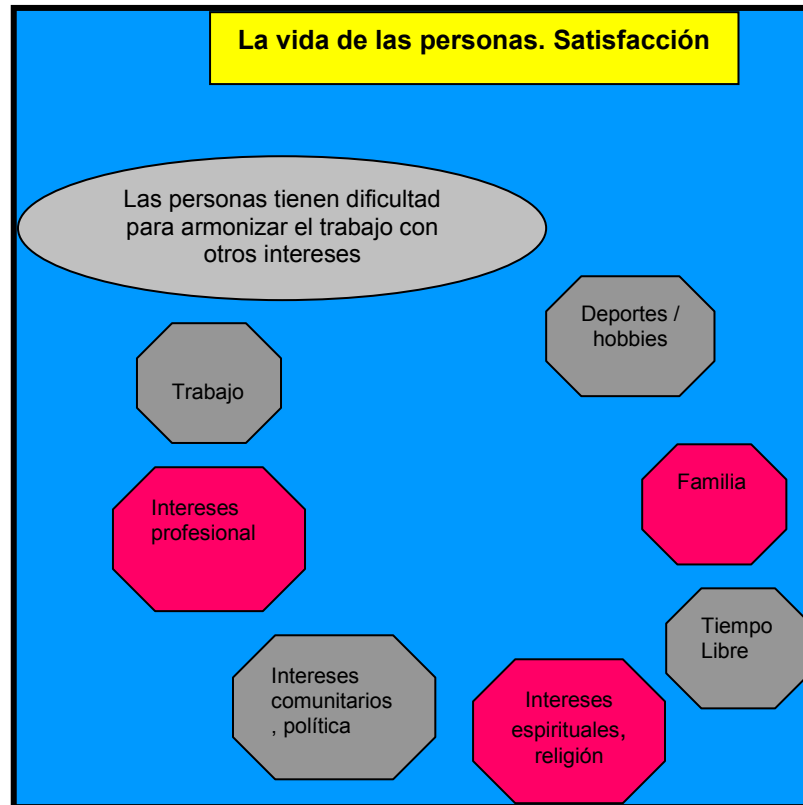 La vida de las personas. Satisfacción
Las personas tienen dificultad
para armonizar el trabajo con
otros intereses
Deportes /
hobbies
Trabajo
Familia
Intereses
profesional
Tiempo
Libre
Intereses
comunitarios
, política
Intereses
espirituales,
religión